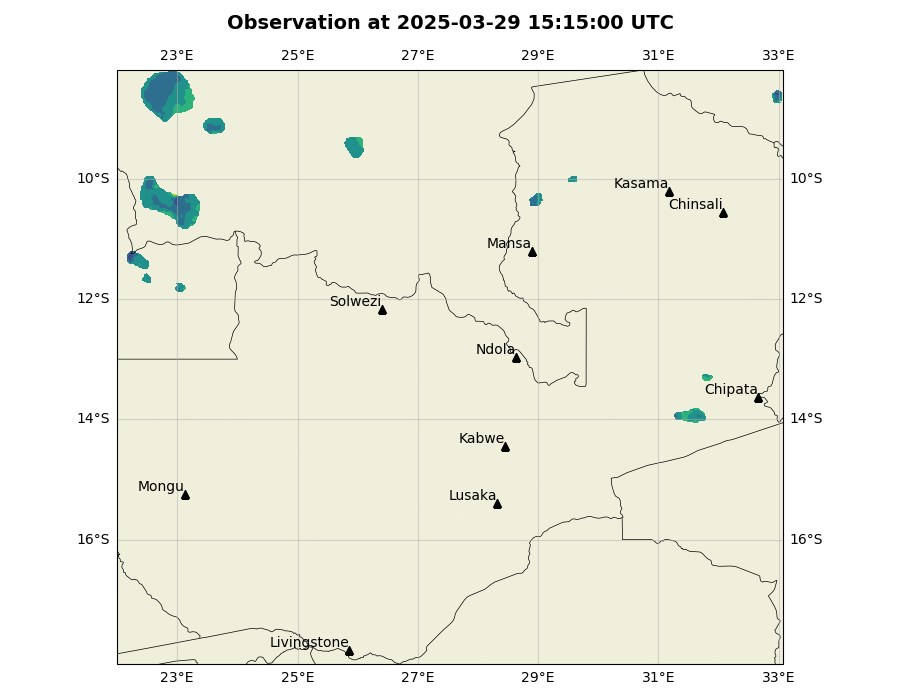 Observation at 2025-03-29 15:15:00 UTC
23°E 25°E 27°E 29°E 31°E 33°E
10°S 10°S
Kasama
Chinsali
Mansa
12°S 12°S
Solwezi
Ndola
Chipata
14°S 14°S
Kabwe
Mongu
Lusaka
16°S 16°S
Livingstone
23°E 25°E 27°E 29°E 31°E 33°E